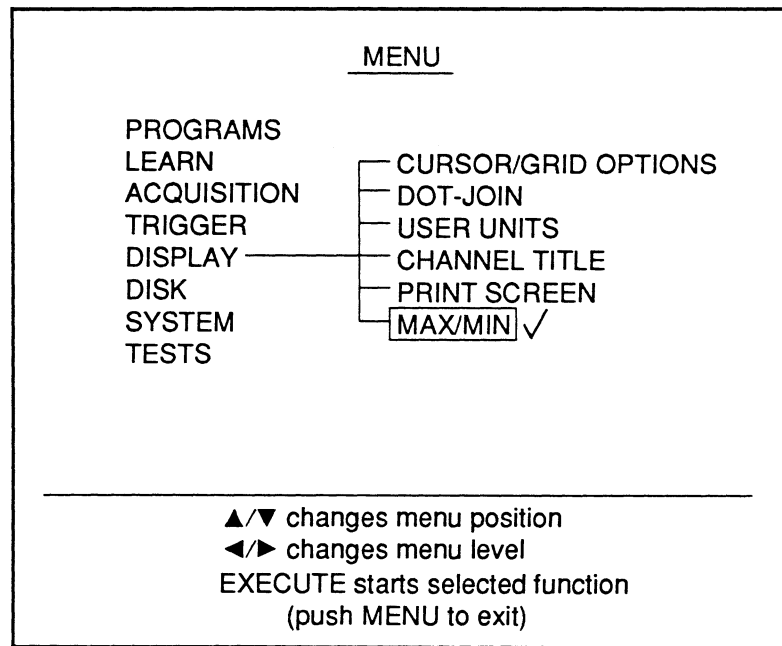 MENU
PROGRAMS
LEARN
ACQUISITION
TRIGGER
DISPLAY
DISK
SYSTEM
TESTS
CURSOR/GRID OPTIONS
DOT-JOIN
USER UNITS
CHANNEL TITLE
PRINT SCREEN
MAX/MIN ✓
▲/▼ changes menu position
◄/► changes menu level
EXECUTE starts selected function
(push MENU to exit)